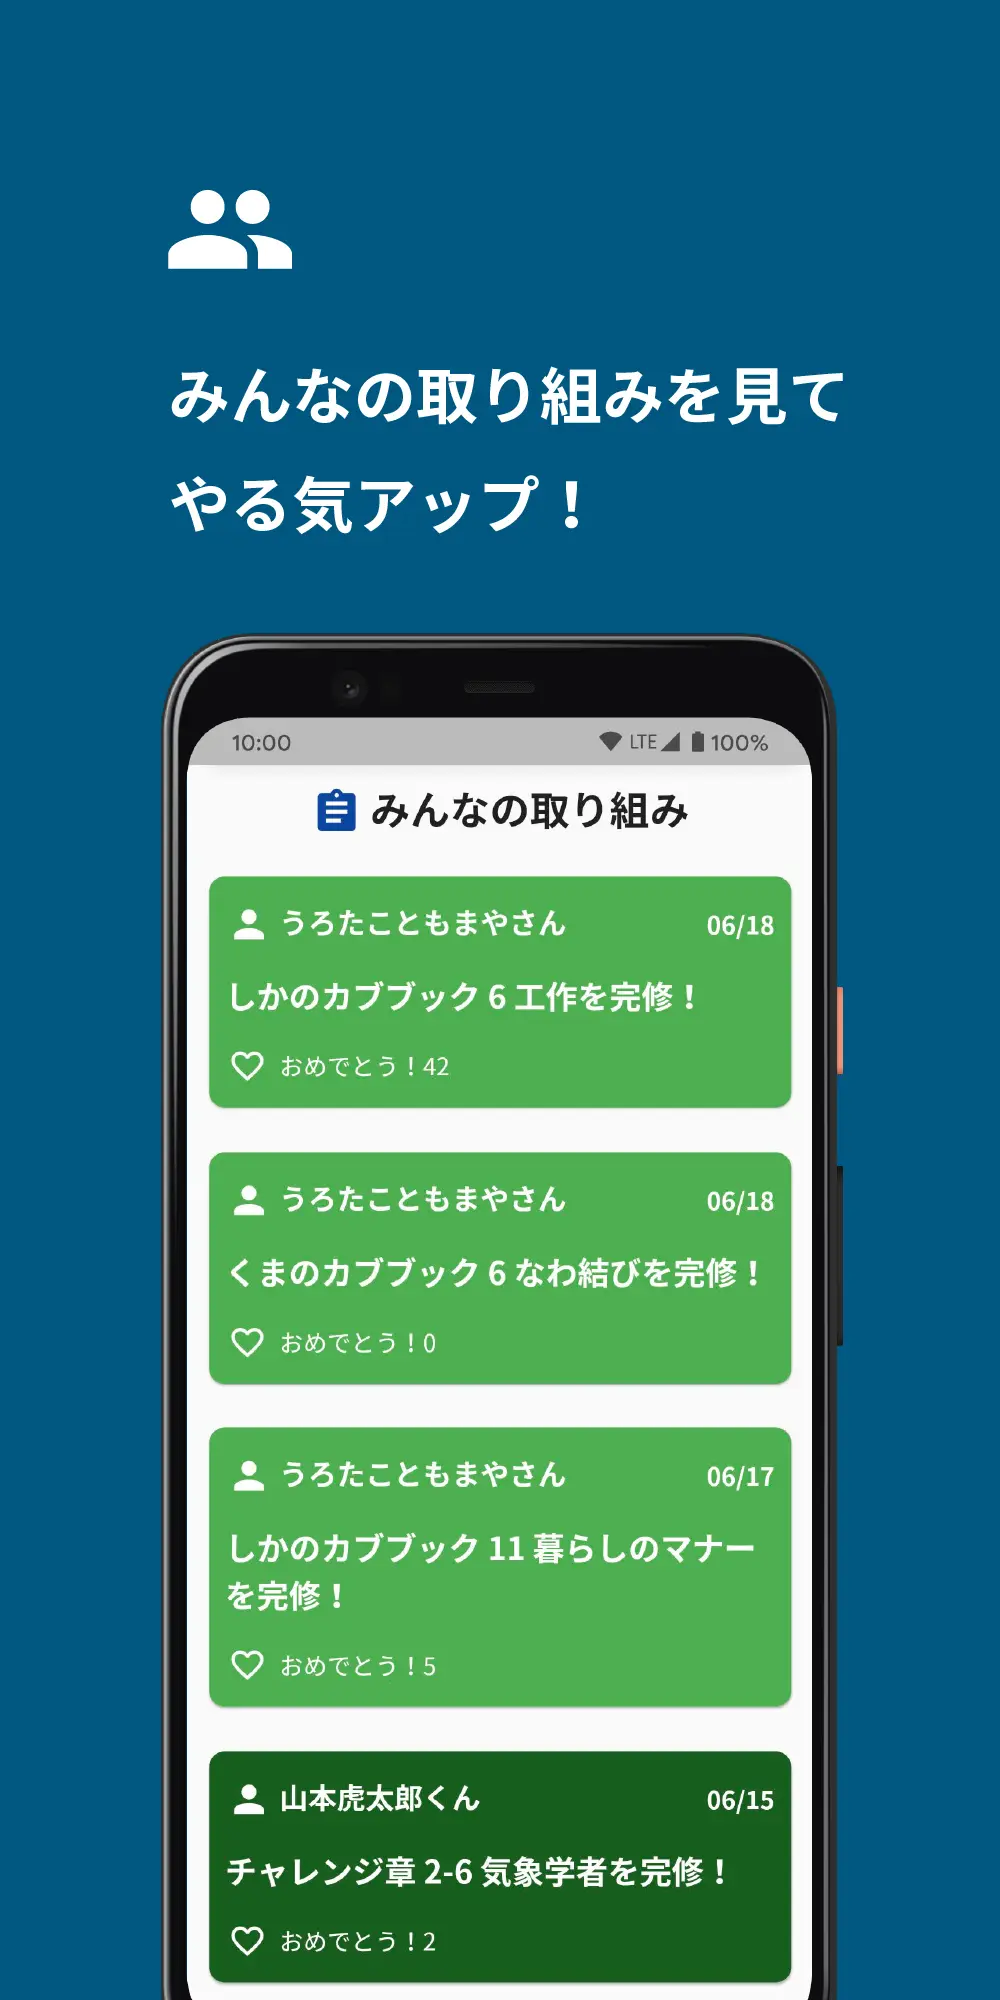 みんなの取り組みを見て
やる気アップ！
10:00 LTE 100%
みんなの取り組み
うろたこともまやさん 06/18
しかのカブブック 6 工作を完修！
おめでとう！42
うろたこともまやさん 06/18
くまのカブブック 6 なわ結びを完修！
おめでとう！0
うろたこともまやさん 06/17
しかのカブブック 11 暮らしのマナー
を完修！
おめでとう！5
山本虎太郎くん 06/15
チャレンジ章 2-6 気象学者を完修！
おめでとう！2